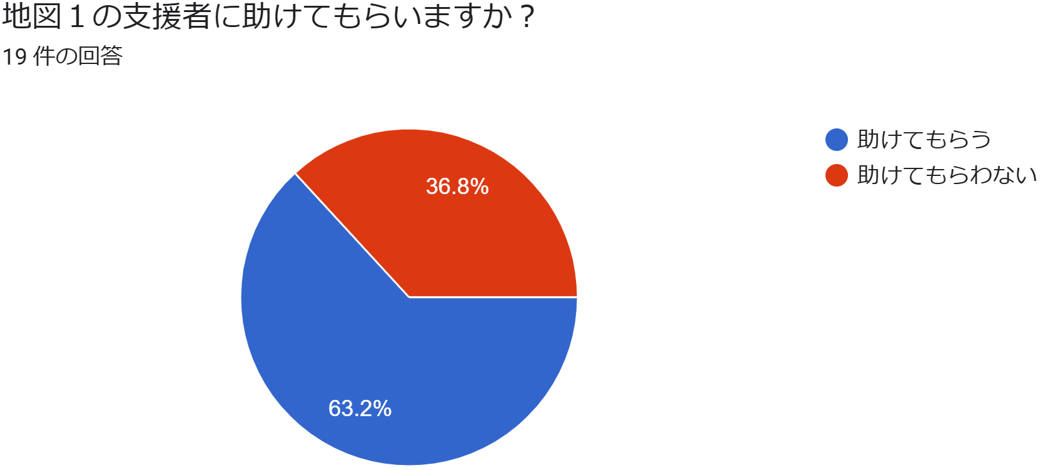 地図１の支援者に助けてもらいますか？
19 件の回答
助けてもらう
助けてもらわない
36.8%
63.2%